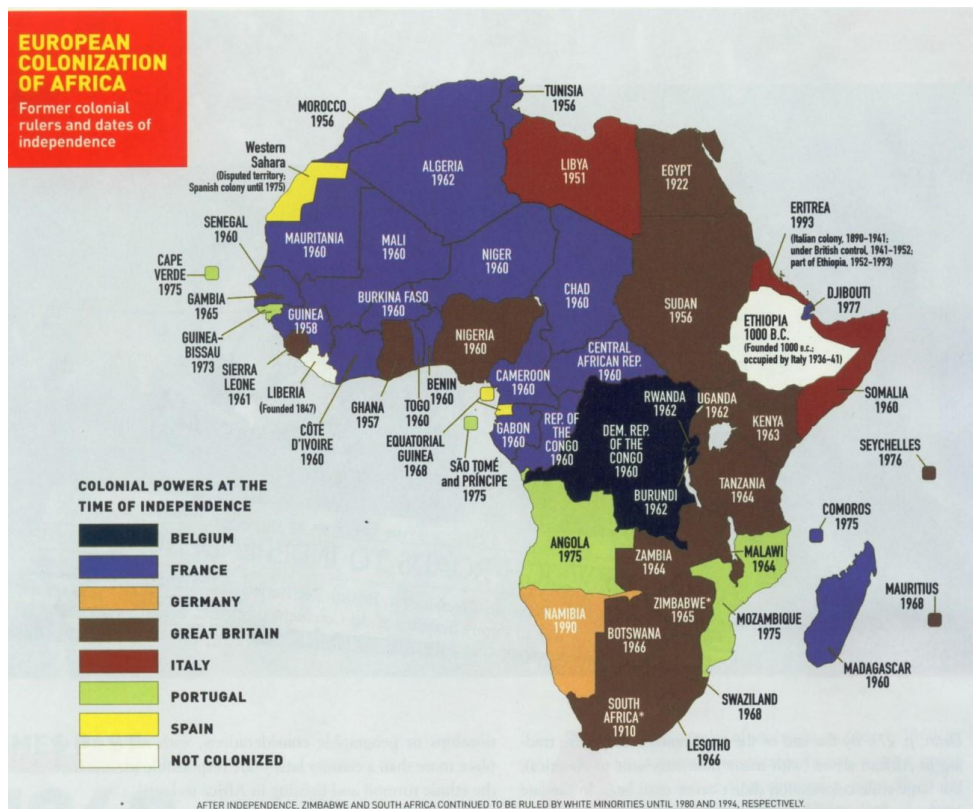 EUROPEAN
COLONIZATION
OF AFRICA
Former colonial
rulers and dates of
independence
TUNISIA
1956
MOROCCO
1956
Western
Sahara
(Disputed territory;
Spanish colony until 1975)
ALGERIA
1962
LIBYA
1951
EGYPT
1922
ERITREA
1993
(Italian colony, 1890–1941;
under British control, 1941–1952;
part of Ethiopia, 1952–1993)
SENEGAL
1960
MAURITANIA
1960
MALI
1960
NIGER
1960
CAPE
VERDE
1975
CHAD
1960
SUDAN
1956
DJIBOUTI
1977
GAMBIA
1965
BURKINA FASO
1960
GUINEA
1958
NIGERIA
1960
ETHIOPIA
1000 B.C.
(Founded 1000 B.C.;
occupied by Italy 1936–41)
GUINEA-
BISSAU
1973
SIERRA
LEONE
1961
LIBERIA
(Founded 1847)
CÔTE
D'IVOIRE
1960
GHANA
1957
TOGO
1960
BENIN
1960
CAMEROON
1960
CENTRAL
AFRICAN REP.
1960
EQUATORIAL
GUINEA
1968
GABON
1960
REP. OF
THE
CONGO
1960
SÃO TOMÉ
and PRÍNCIPE
1975
RWANDA
1962
UGANDA
1962
KENYA
1963
SOMALIA
1960
DEM. REP.
OF THE
CONGO
1960
BURUNDI
1962
TANZANIA
1964
SEYCHELLES
1976
COMOROS
1975
ANGOLA
1975
ZAMBIA
1964
MALAWI
1964
MAURITIUS
1968
NAMIBIA
1990
ZIMBABWE*
1965
BOTSWANA
1966
MOZAMBIQUE
1975
MADAGASCAR
1960
SWAZILAND
1968
SOUTH
AFRICA*
1910
LESOTHO
1966
COLONIAL POWERS AT THE
TIME OF INDEPENDENCE
BELGIUM
FRANCE
GERMANY
GREAT BRITAIN
ITALY
PORTUGAL
SPAIN
NOT COLONIZED
* AFTER INDEPENDENCE, ZIMBABWE AND SOUTH AFRICA CONTINUED TO BE RULED BY WHITE MINORITIES UNTIL 1980 AND 1994, RESPECTIVELY.